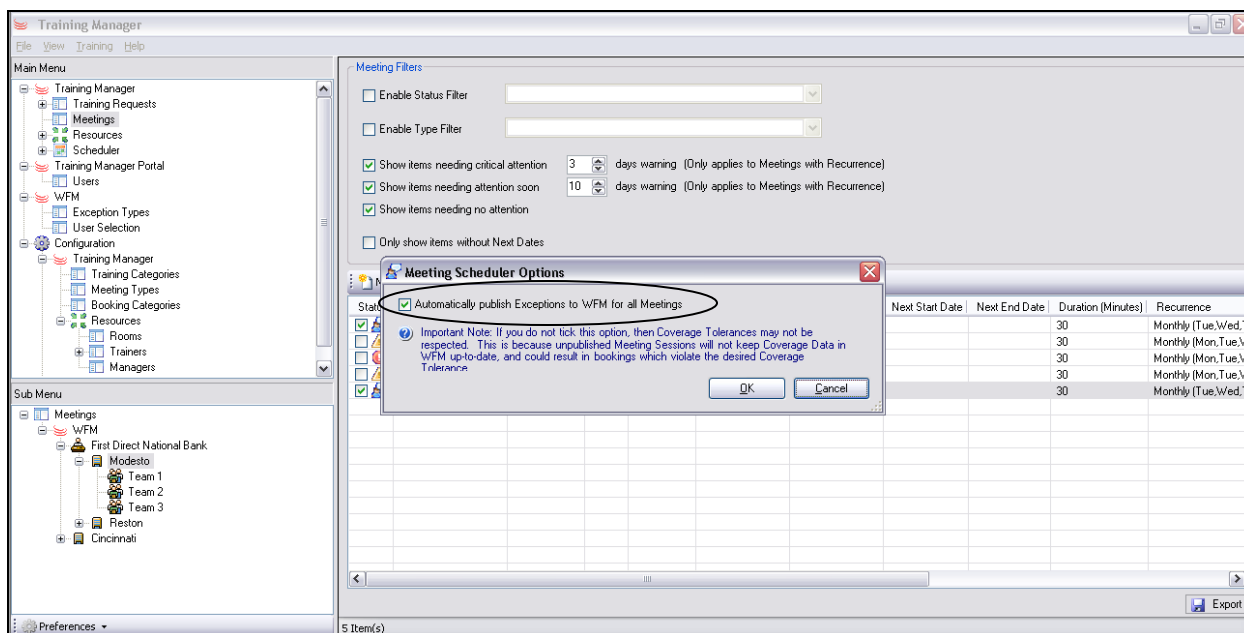 Training Manager
File View Training Help
Main Menu
Training Manager
Training Requests
Meetings
Resources
Scheduler
Training Manager Portal
Users
WFM
Exception Types
User Selection
Configuration
Training Manager
Training Categories
Meeting Types
Booking Categories
Resources
Rooms
Trainers
Managers
Sub Menu
Meetings
WFM
First Direct National Bank
Modesto
Team 1
Team 2
Team 3
Reston
Cincinnati
Preferences
Meeting Filters
Enable Status Filter
Enable Type Filter
Show items needing critical attention 3 days warning (Only applies to Meetings with Recurrence)
Show items needing attention soon 10 days warning (Only applies to Meetings with Recurrence)
Show items needing no attention
Only show items without Next Dates
Meeting Scheduler Options
Automatically publish Exceptions to WFM for all Meetings
Important Note: If you do not tick this option, then Coverage Tolerances may not be
respected. This is because unpublished Meeting Sessions will not keep Coverage Data in
WFM up-to-date, and could result in bookings which violate the desired Coverage
Tolerance
OK Cancel
Next Start Date Next End Date Duration (Minutes) Recurrence
30 Monthly (Tue,Wed,
30 Monthly (Mon,Tue,
30 Monthly (Mon,Tue,
30 Monthly (Mon,Tue,
30 Monthly (Tue,Wed,
Export
5 Item(s)